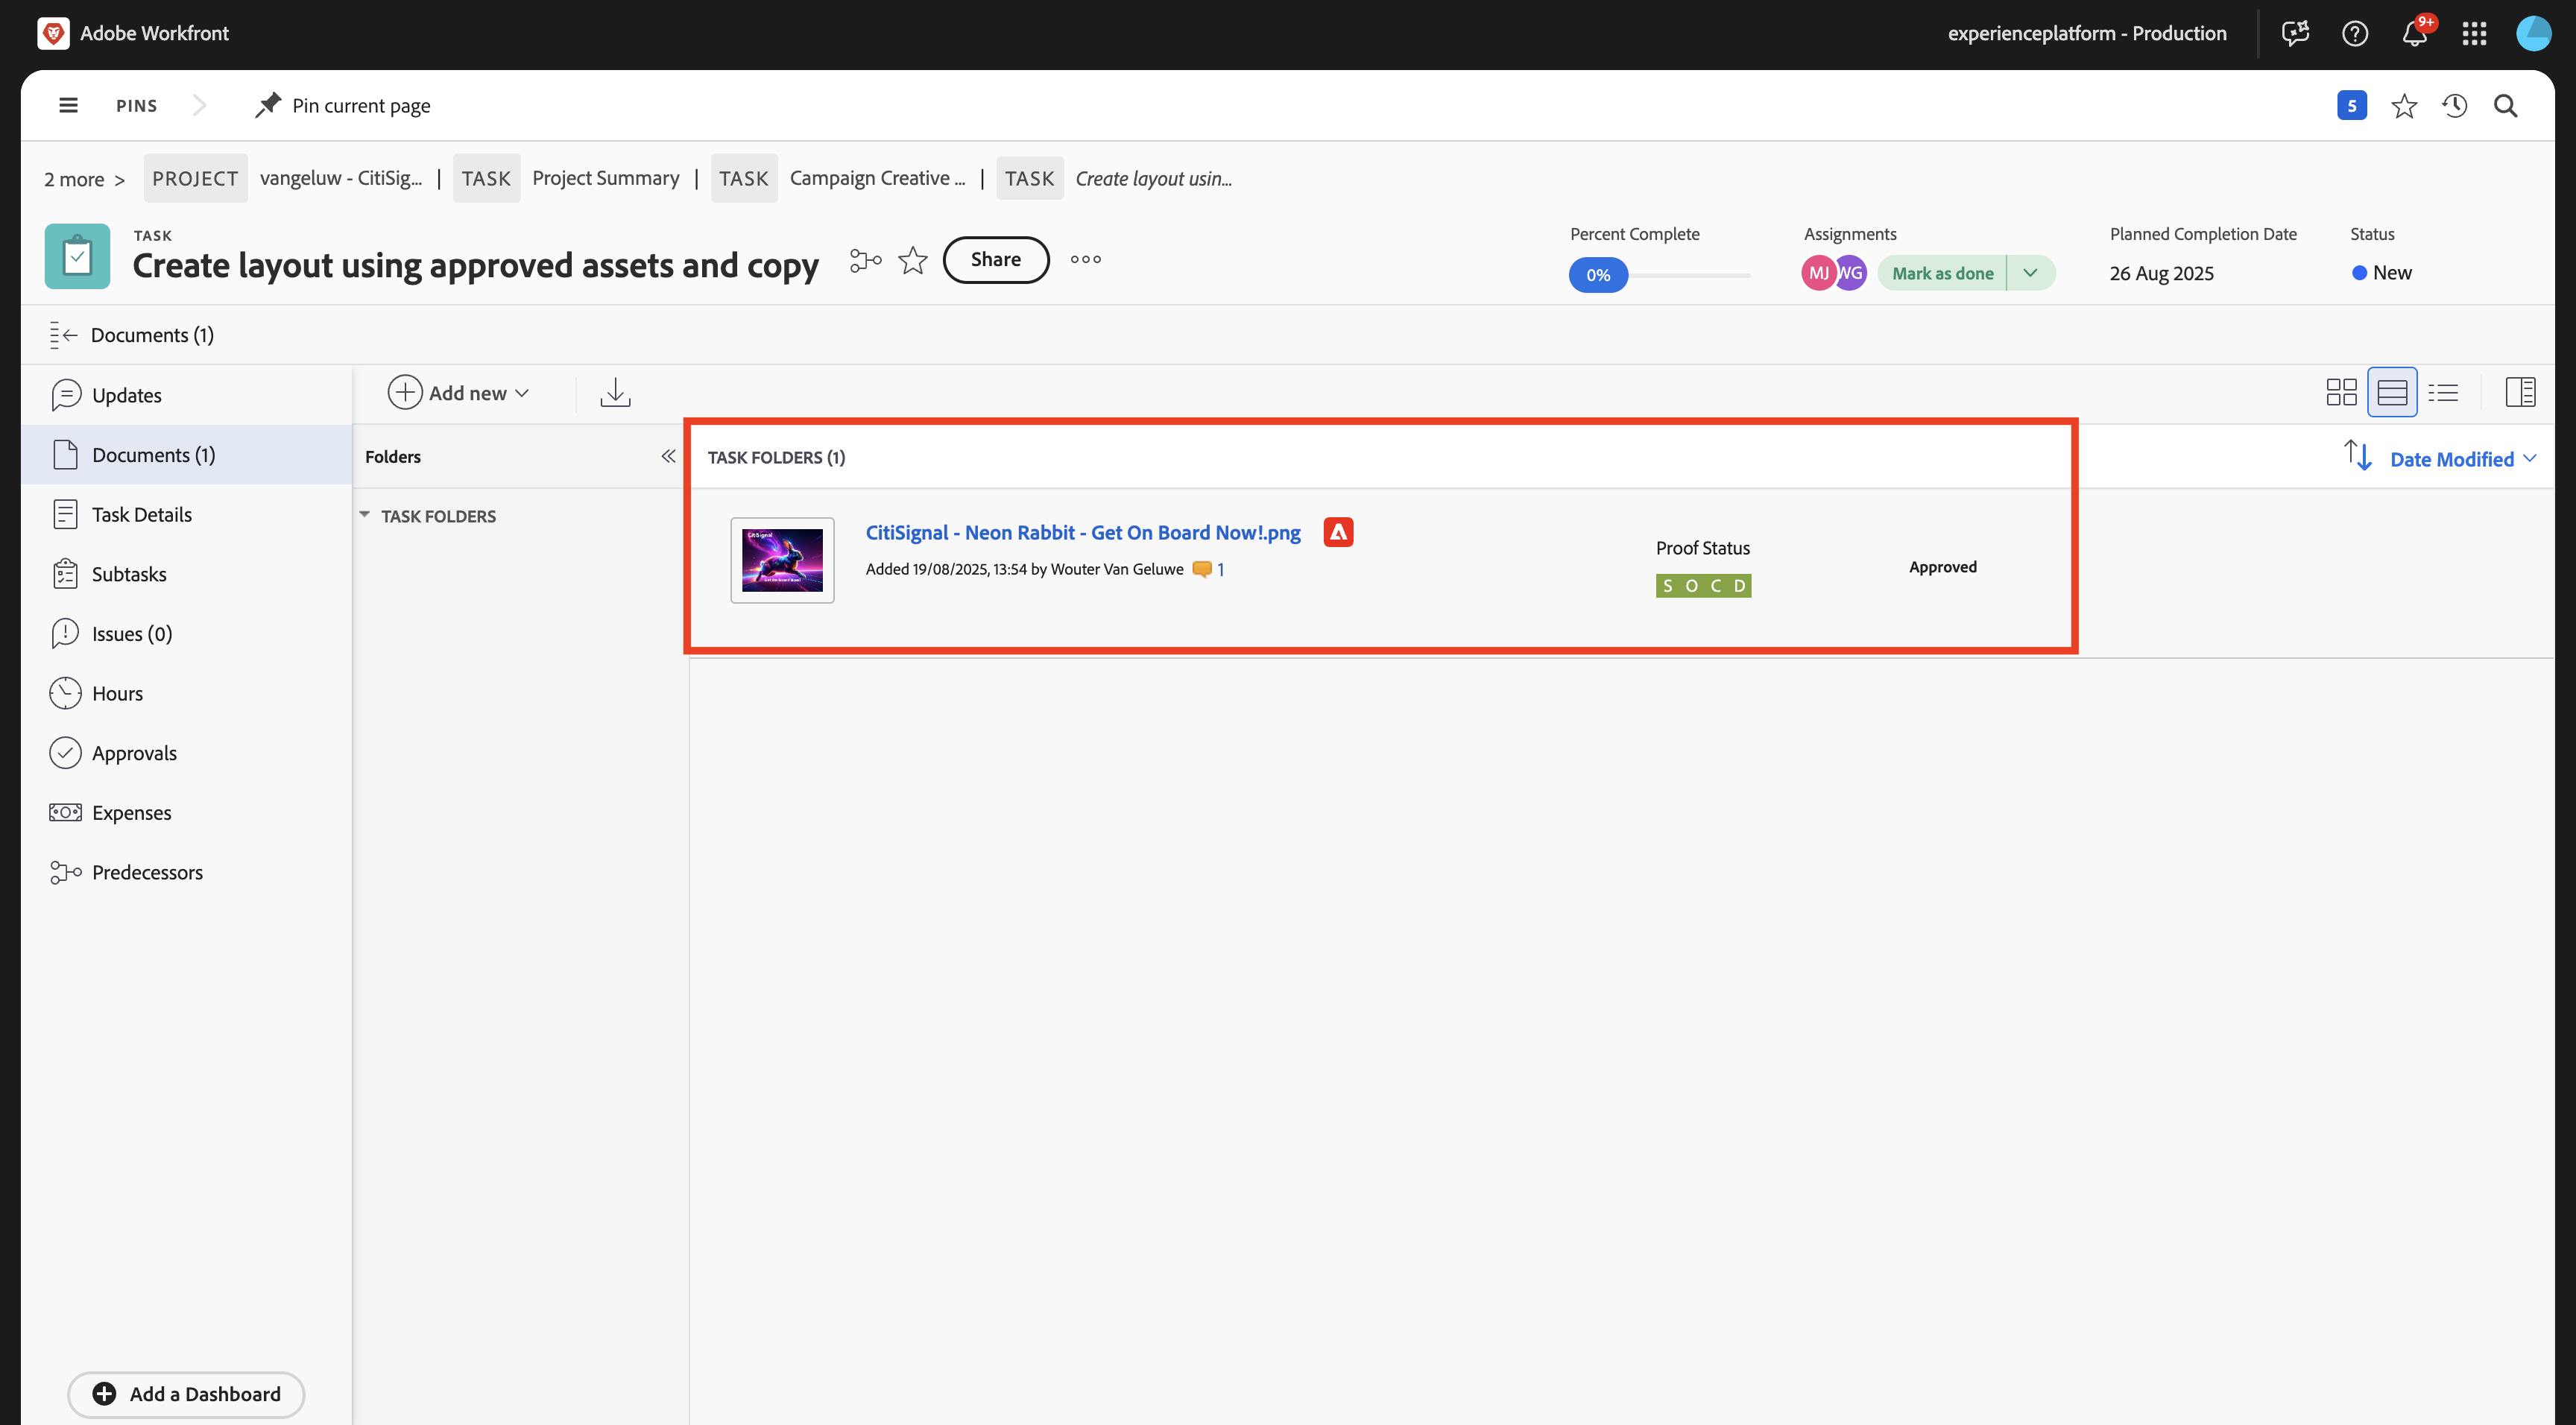 Adobe Workfront
experienceplatform - Production
9+
PINS
Pin current page
5
2 more >
PROJECT vangeluw - CitiSig... | TASK Project Summary | TASK Campaign Creative ... | TASK Create layout usin...
TASK
Create layout using approved assets and copy
Share
Percent Complete
0%
Assignments
MJ WG Mark as done
Planned Completion Date
26 Aug 2025
Status
New
Documents (1)
Updates
Documents (1)
Task Details
Subtasks
Issues (0)
Hours
Approvals
Expenses
Predecessors
Add a Dashboard
Add new
Folders
TASK FOLDERS
TASK FOLDERS (1)
Date Modified
CitiSignal
Get On Board Now!
CitiSignal - Neon Rabbit - Get On Board Now!.png
Added 19/08/2025, 13:54 by Wouter Van Geluwe 1
Proof Status
S O C D
Approved